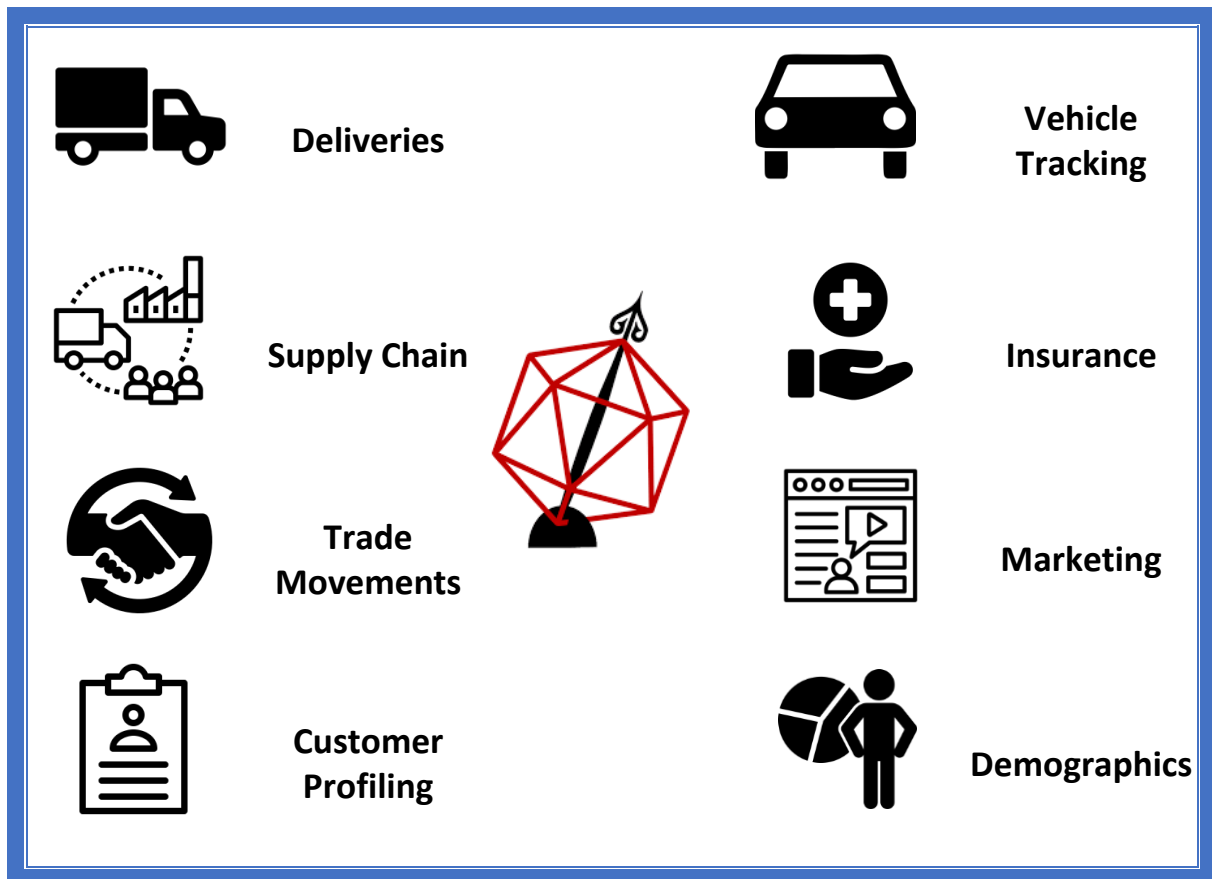 Deliveries
Vehicle
Tracking
Supply Chain
Insurance
Trade
Movements
Marketing
Customer
Profiling
Demographics